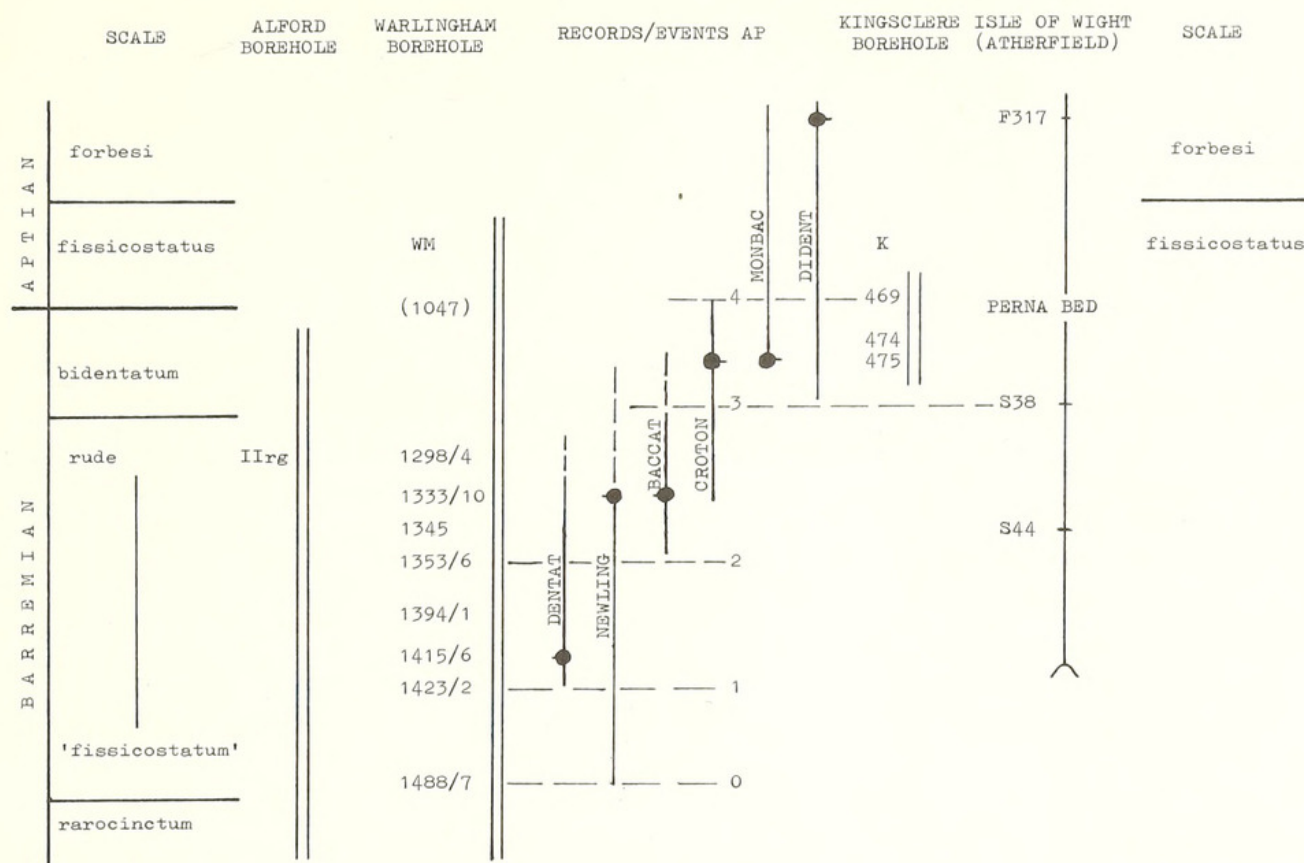 SCALE
ALFORD
BOREHOLE
WARLINGHAM
BOREHOLE
RECORDS/EVENTS AP
KINGSCLERE
BOREHOLE
ISLE OF WIGHT
(ATHERFIELD)
SCALE
APTIAN
BARREMIAN
forbesi
fissicostatus
bidentatum
rude
'fissicostatum'
rarocinctum
IIrg
WM
(1047)
1298/4
1333/10
1345
1353/6
1394/1
1415/6
1423/2
1488/7
DENTAT
NEWLING
BACCAT
CROTON
MONBAC
DIDENT
4
3
2
1
0
K
469
474
475
F317
PERNA BED
S38
S44
forbesi
fissicostatus